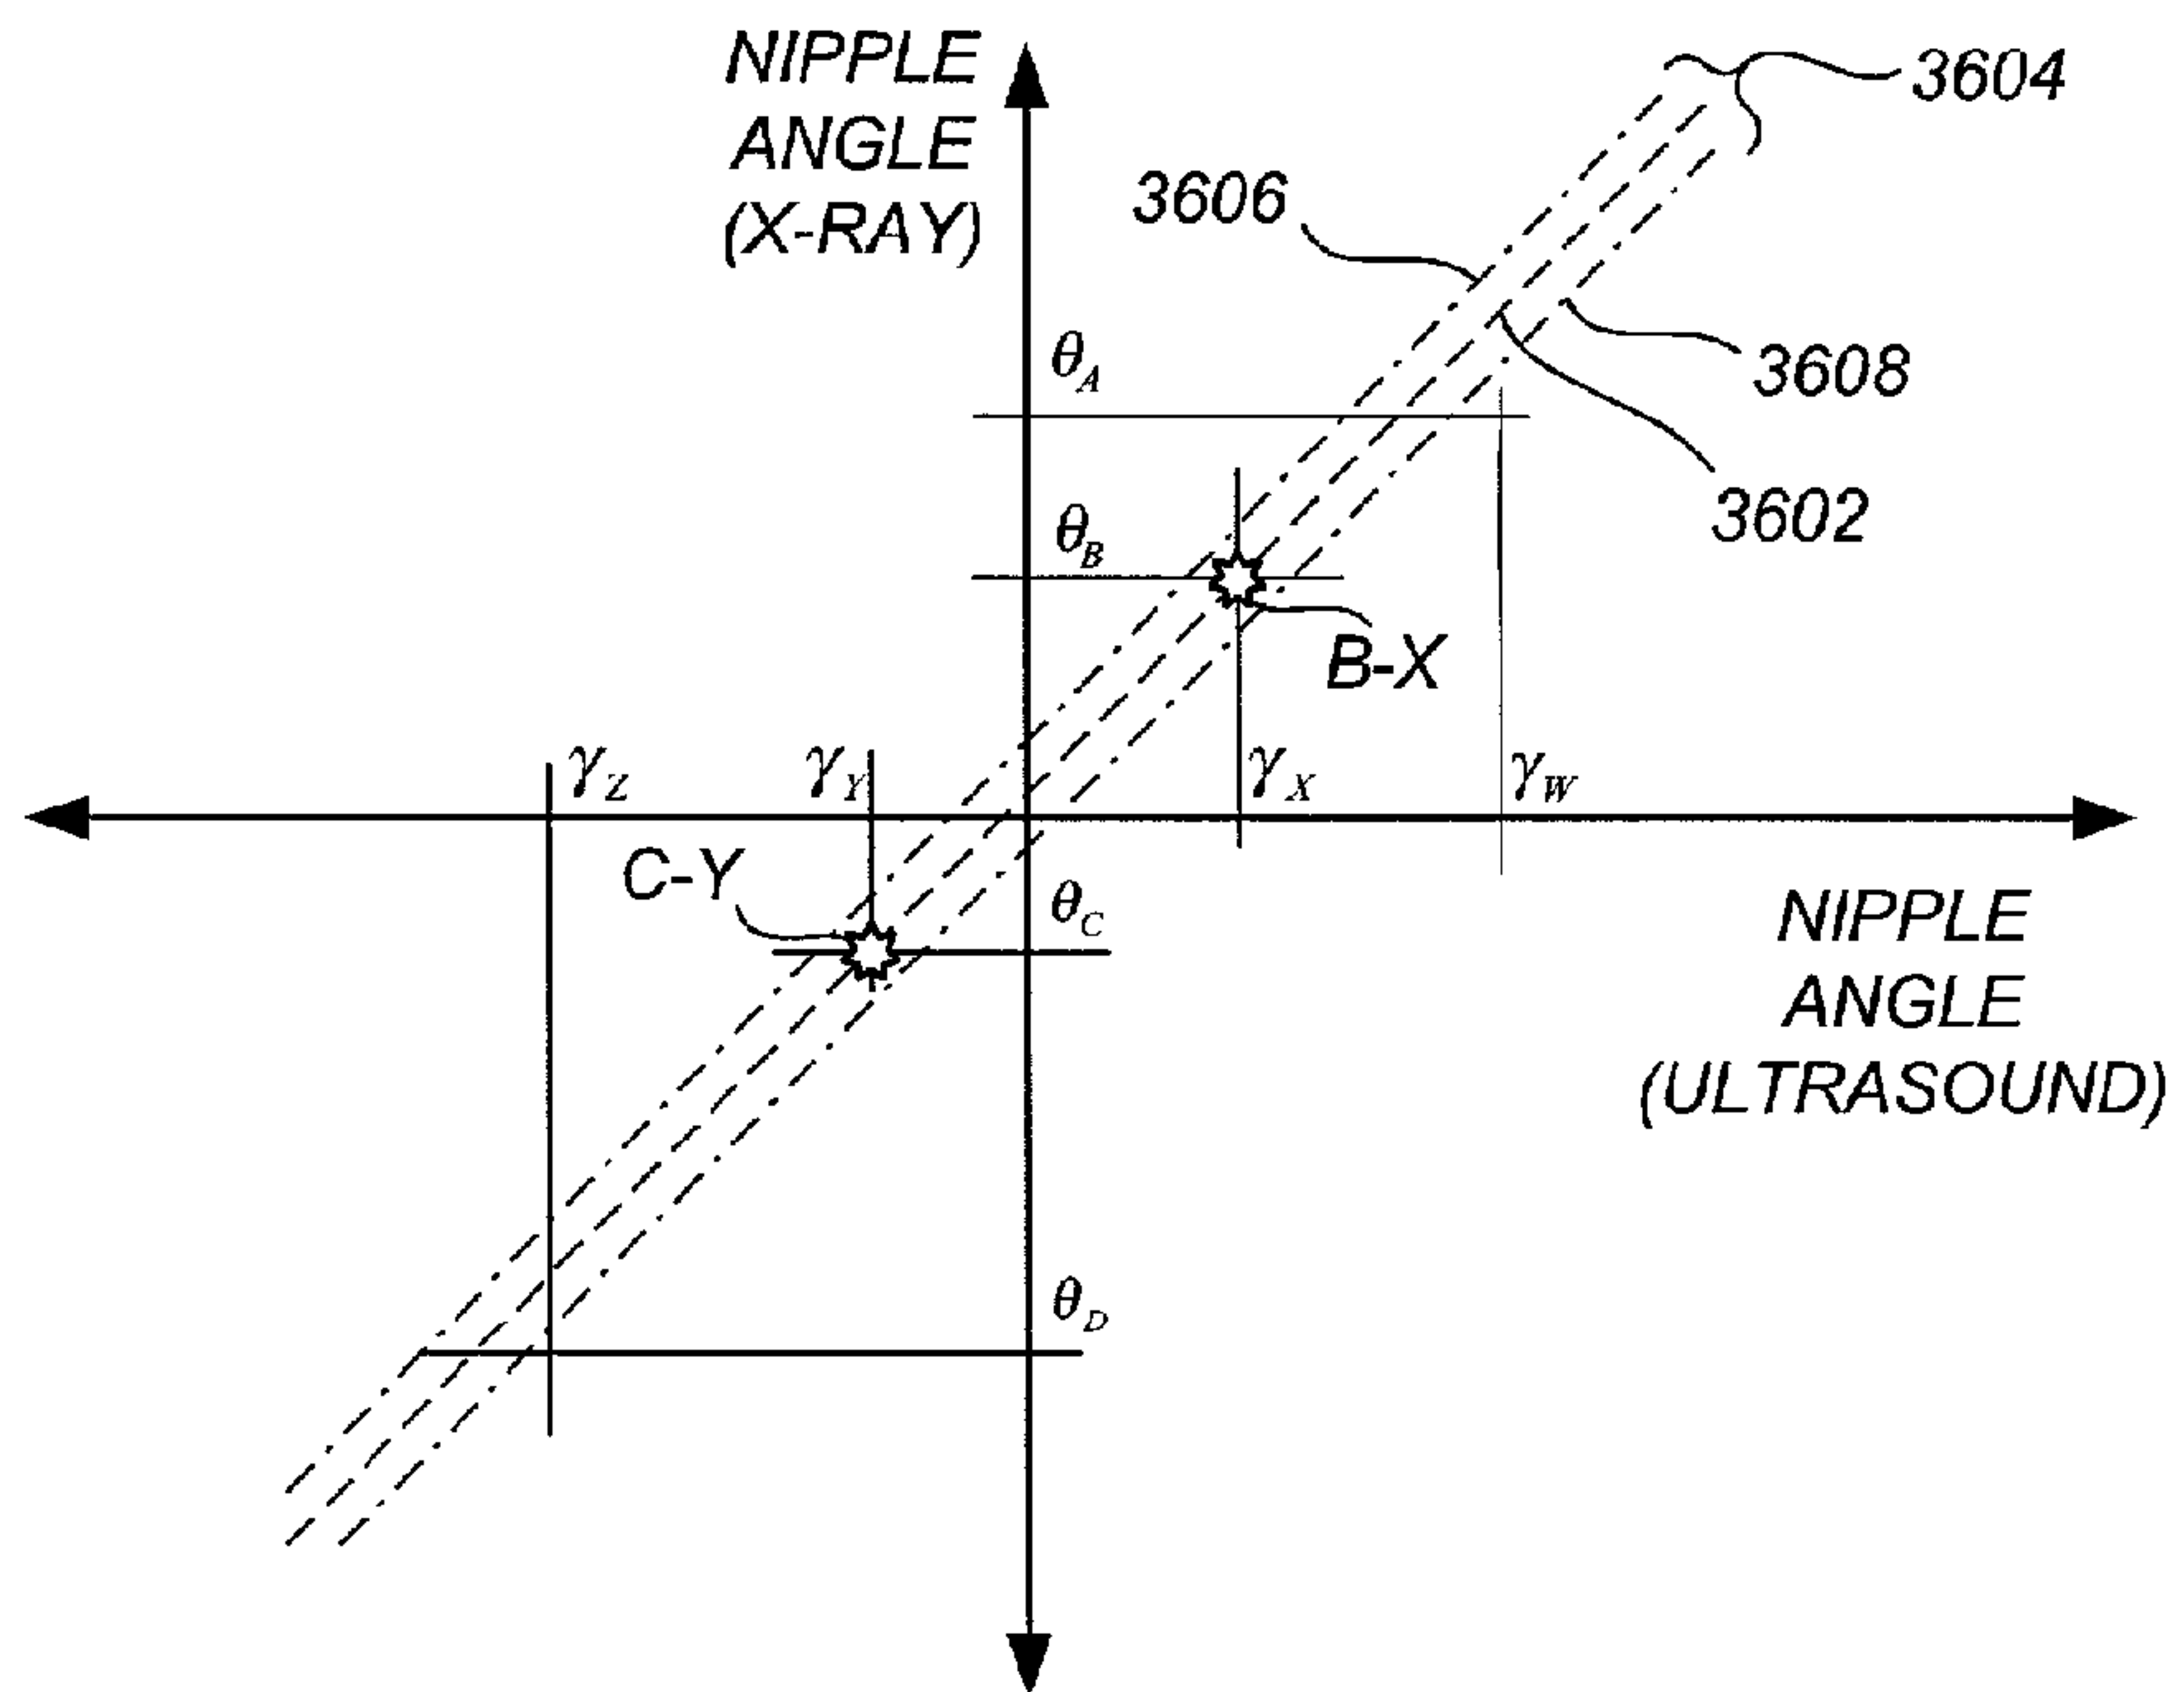 NIPPLE
ANGLE
(X-RAY)
3604
3606
θA
3608
θB
3602
B-X
γZ
γY
γX
γW
C-Y
θC
NIPPLE
ANGLE
(ULTRASOUND)
θD